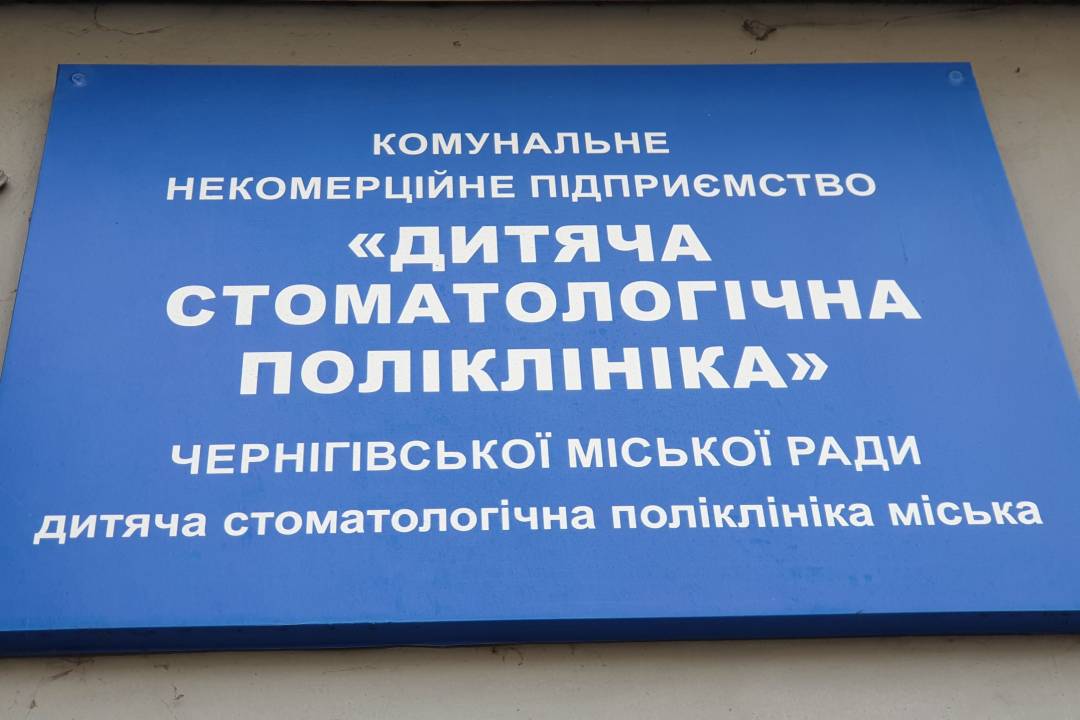 КОМУНАЛЬНЕ
НЕКОМЕРЦІЙНЕ ПІДПРИЄМСТВО
«ДИТЯЧА
СТОМАТОЛОГІЧНА
ПОЛІКЛІНІКА»
ЧЕРНІГІВСЬКОЇ МІСЬКОЇ РАДИ
дитяча стоматологічна поліклініка міська